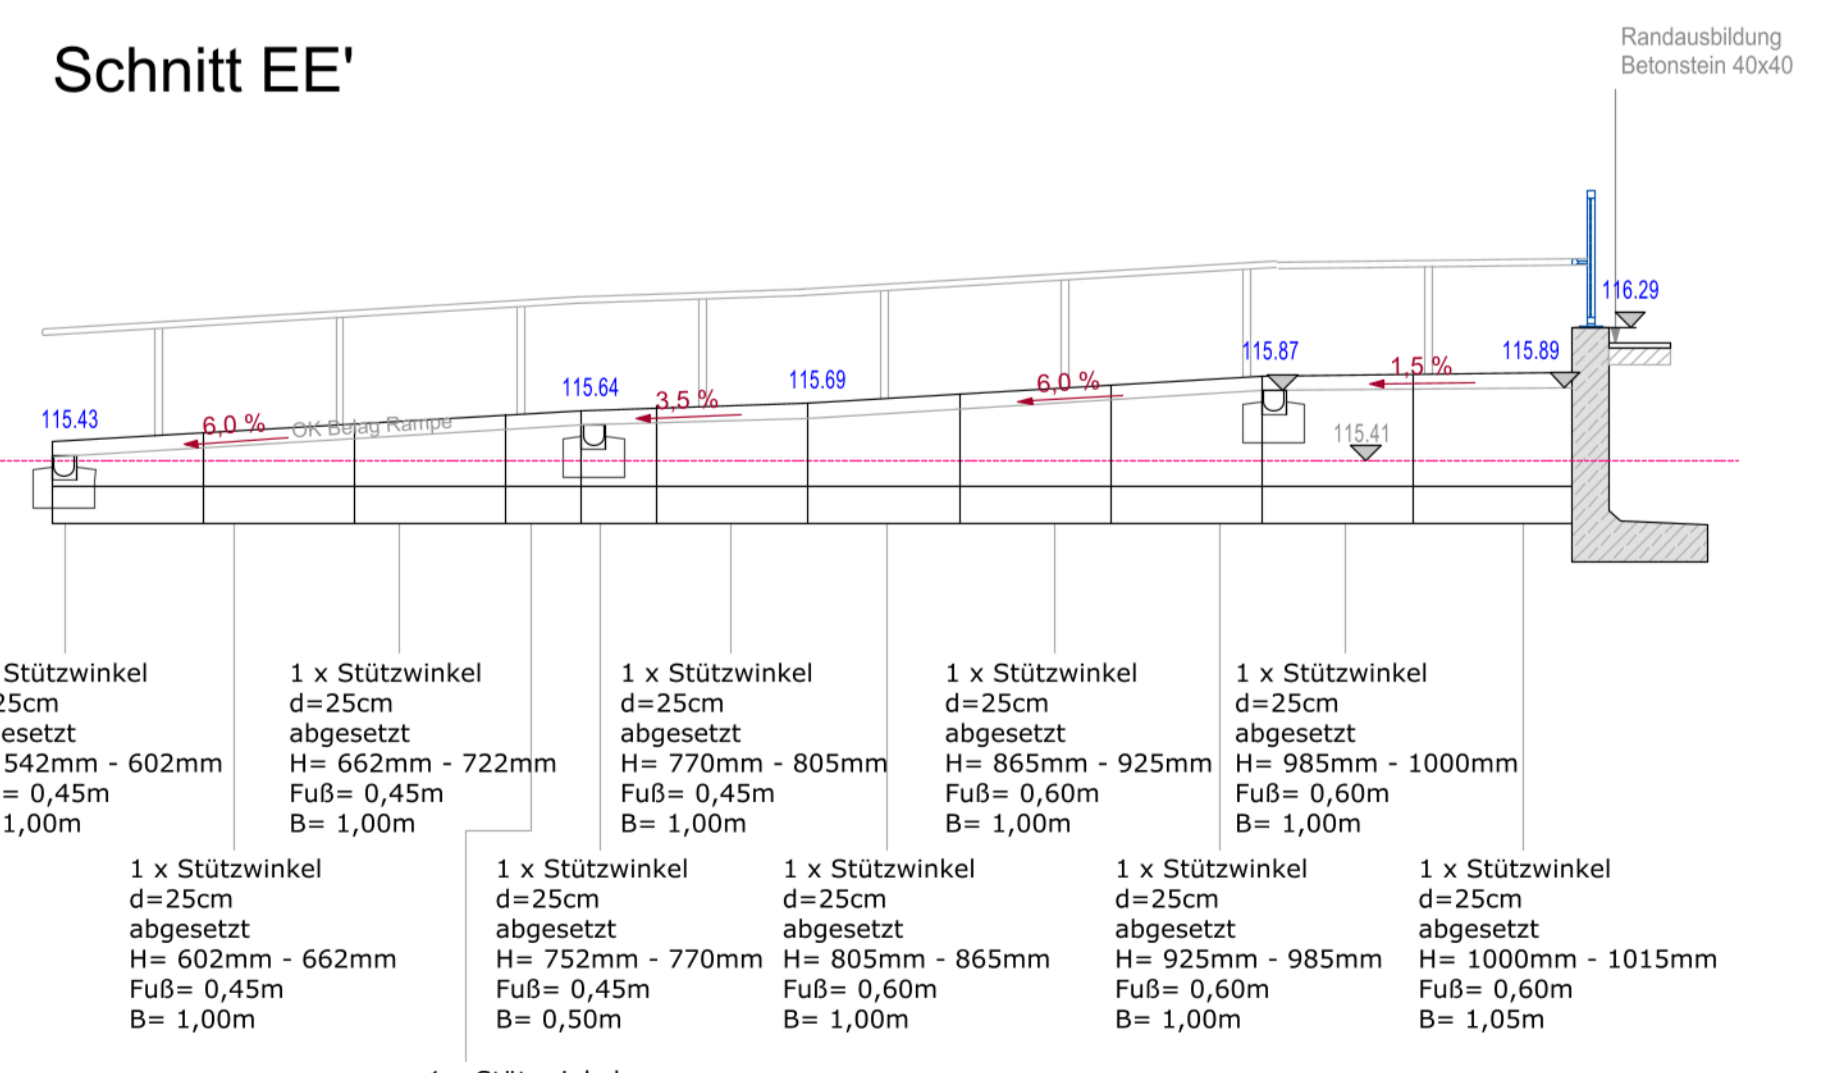 Schnitt EE'
Randausbildung
Betonstein 40x40
116.29
115.87
115.89
1,5 %
115.69
6,0 %
115.64
3,5 %
115.43
6,0 %
OK Belag Rampe
115.41
Stützwinkel
25cm
esetzt
542mm - 602mm
= 0,45m
1,00m
1 x Stützwinkel
d=25cm
abgesetzt
H= 662mm - 722mm
Fuß= 0,45m
B= 1,00m
1 x Stützwinkel
d=25cm
abgesetzt
H= 770mm - 805mm
Fuß= 0,45m
B= 1,00m
1 x Stützwinkel
d=25cm
abgesetzt
H= 865mm - 925mm
Fuß= 0,60m
B= 1,00m
1 x Stützwinkel
d=25cm
abgesetzt
H= 985mm - 1000mm
Fuß= 0,60m
B= 1,00m
1 x Stützwinkel
d=25cm
abgesetzt
H= 602mm - 662mm
Fuß= 0,45m
B= 1,00m
1 x Stützwinkel
d=25cm
abgesetzt
H= 752mm - 770mm
Fuß= 0,45m
B= 0,50m
1 x Stützwinkel
d=25cm
abgesetzt
H= 805mm - 865mm
Fuß= 0,60m
B= 1,00m
1 x Stützwinkel
d=25cm
abgesetzt
H= 925mm - 985mm
Fuß= 0,60m
B= 1,00m
1 x Stützwinkel
d=25cm
abgesetzt
H= 1000mm - 1015mm
Fuß= 0,60m
B= 1,05m